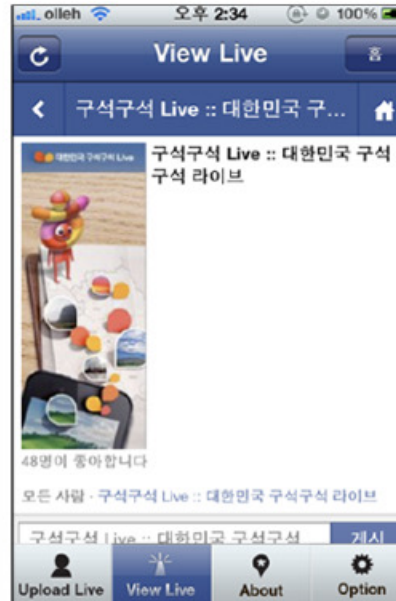 olleh 오후 2:34 100%
View Live 홈
구석구석 Live :: 대한민국 구...
대한민국 구석구석 Live
구석구석 Live :: 대한민국 구석
구석 라이브
48명이 좋아합니다
모든 사람 · 구석구석 Live :: 대한민국 구석구석 라이브
구석구석 Live :: 대한민국 구석구석 게시
Upload Live View Live About Option